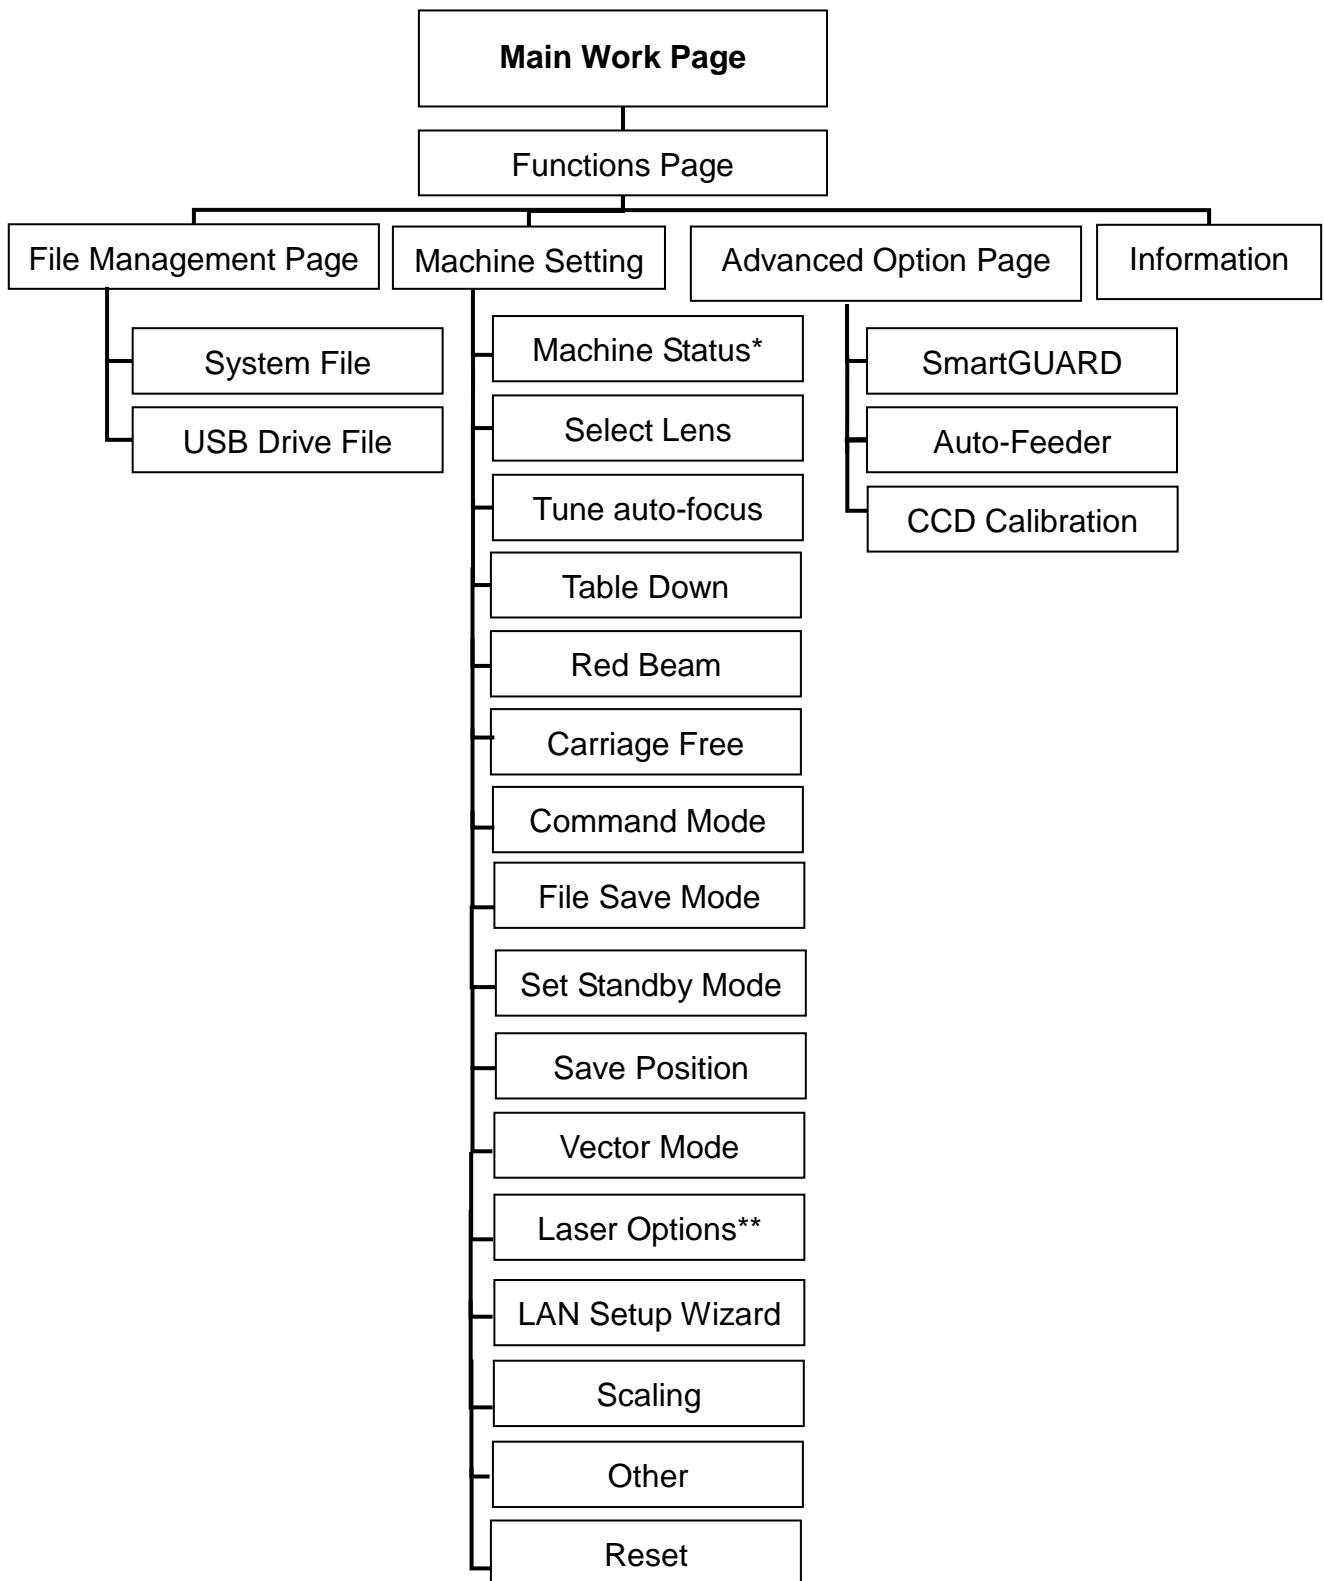 Main Work Page
Functions Page
File Management Page
Machine Setting
Advanced Option Page
Information
System File
USB Drive File
Machine Status*
Select Lens
Tune auto-focus
Table Down
Red Beam
Carriage Free
Command Mode
File Save Mode
Set Standby Mode
Save Position
Vector Mode
Laser Options**
LAN Setup Wizard
Scaling
Other
Reset
SmartGUARD
Auto-Feeder
CCD Calibration